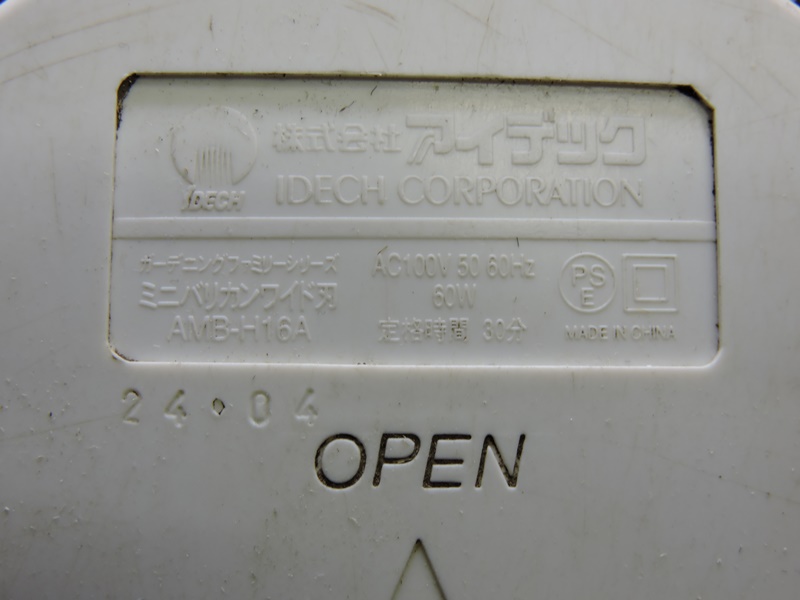 IDECH
株式会社 アイデック
IDECH CORPORATION
ガーデニングファミリーシリーズ
ミニバリカンワイド刃
AMB-H16A
AC100V 50 60Hz
60W
定格時間 30分
PS
E
MADE IN CHINA
24・04
OPEN